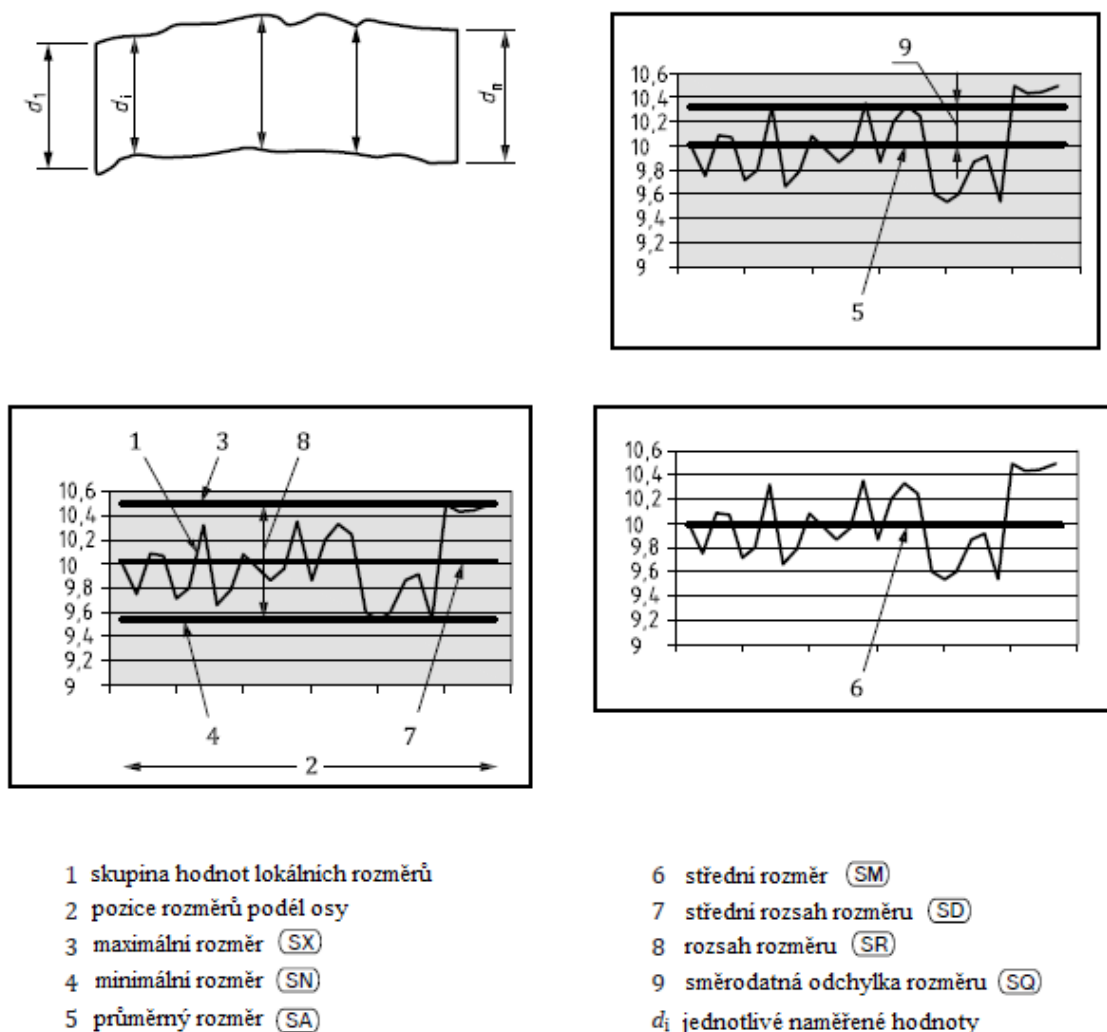 d1
di
dn
9
10,6
10,4
10,2
10
9,8
9,6
9,4
9,2
9
5
1
3
8
10,6
10,4
10,2
10
9,8
9,6
9,4
9,2
9
4
7
2
10,6
10,4
10
9,8
9,6
9,4
9,2
9
6
1 skupina hodnot lokálních rozměrů
2 pozice rozměrů podél osy
3 maximální rozměr (SX)
4 minimální rozměr (SN)
5 průměrný rozměr (SA)
6 střední rozměr (SM)
7 střední rozsah rozměru (SD)
8 rozsah rozměru (SR)
9 směrodatná odchylka rozměru (SQ)
di jednotlivé naměřené hodnoty